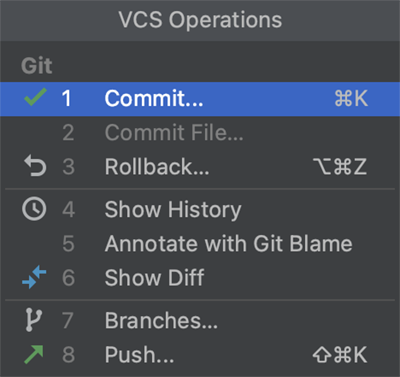 VCS Operations
Git
1 Commit... ⌘K
2 Commit File...
3 Rollback... ⌥⌘Z
4 Show History
5 Annotate with Git Blame
6 Show Diff
7 Branches...
8 Push... ⇧⌘K